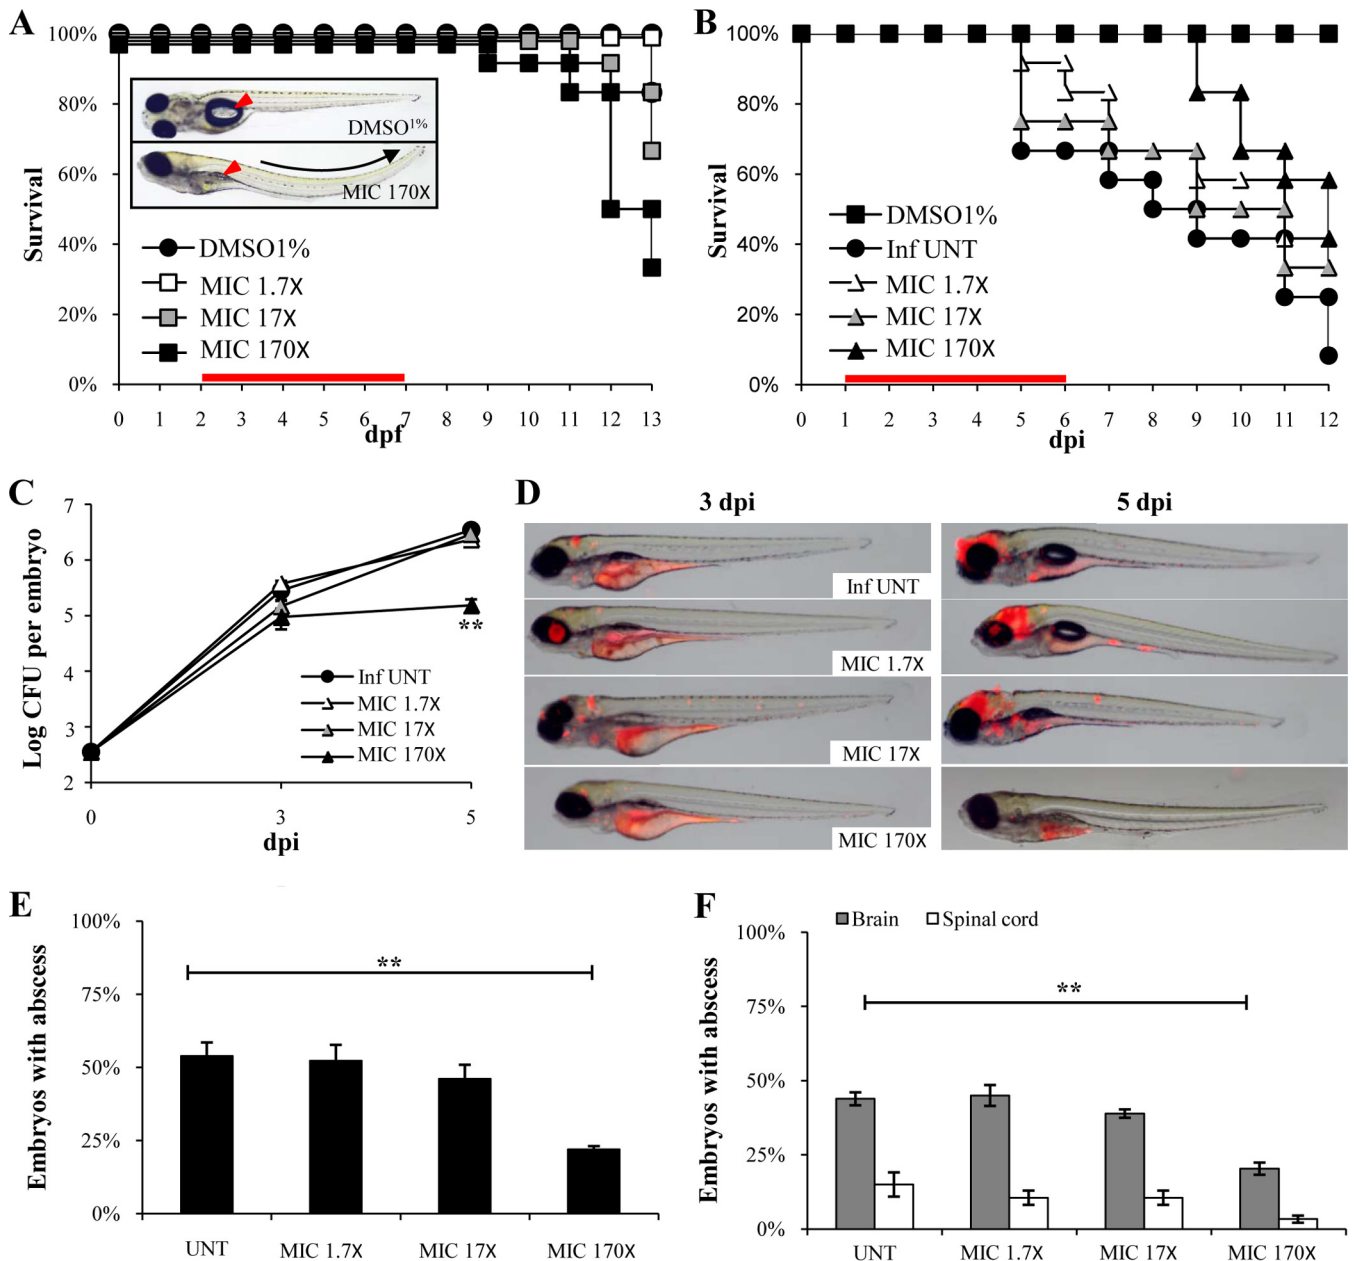 A
100%
80%
60%
40%
20%
0%
Survival
DMSO1%
MIC 170X
DMSO1%
MIC 1.7X
MIC 17X
MIC 170X
0 1 2 3 4 5 6 7 8 9 10 11 12 13
dpf
B
100%
80%
60%
40%
20%
0%
Survival
DMSO1%
Inf UNT
MIC 1.7X
MIC 17X
MIC 170X
0 1 2 3 4 5 6 7 8 9 10 11 12
dpi
C
7
6
5
4
3
2
Log CFU per embryo
**
Inf UNT
MIC 1.7X
MIC 17X
MIC 170X
0 3 5
dpi
D
3 dpi 5 dpi
Inf UNT
MIC 1.7X
MIC 17X
MIC 170X
E
100%
75%
50%
25%
0%
Embryos with abscess
**
UNT MIC 1.7X MIC 17X MIC 170X
F
Brain Spinal cord
100%
75%
50%
25%
0%
Embryos with abscess
**
UNT MIC 1.7X MIC 17X MIC 170X